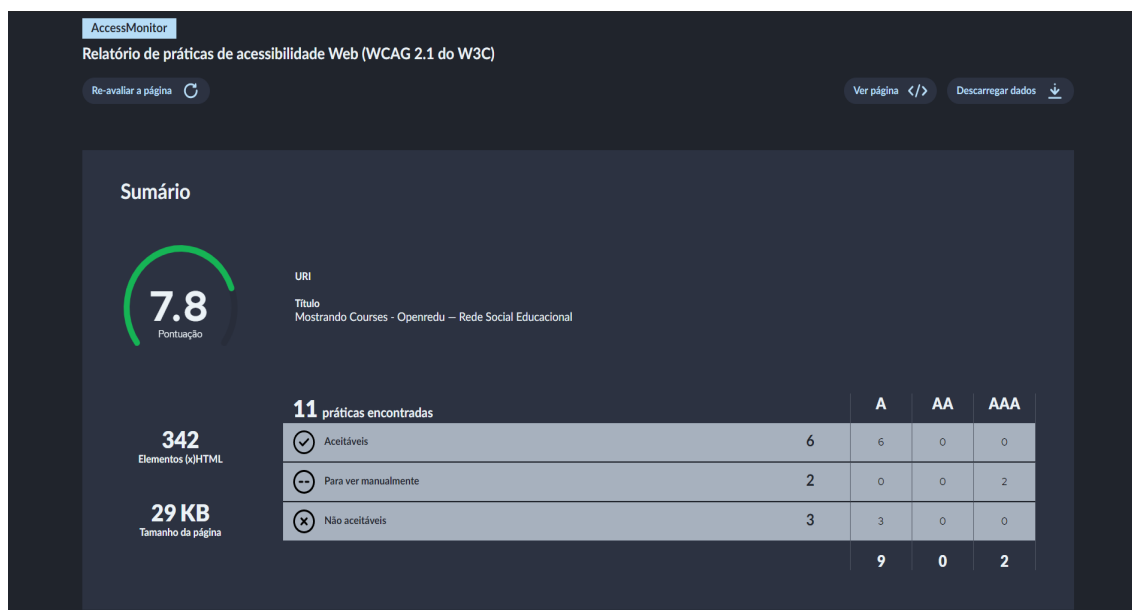 AccessMonitor
Relatório de práticas de acessibilidade Web (WCAG 2.1 do W3C)
Re-avaliar a página
Ver página </>
Descarregar dados
Sumário
7.8
Pontuação
URI
Título
Mostrando Courses - Openredu — Rede Social Educacional
342
Elementos (x)HTML
29 KB
Tamanho da página
11 práticas encontradas A AA AAA
Aceitáveis 6 6 0 0
Para ver manualmente 2 0 0 2
Não aceitáveis 3 3 0 0
9 0 2